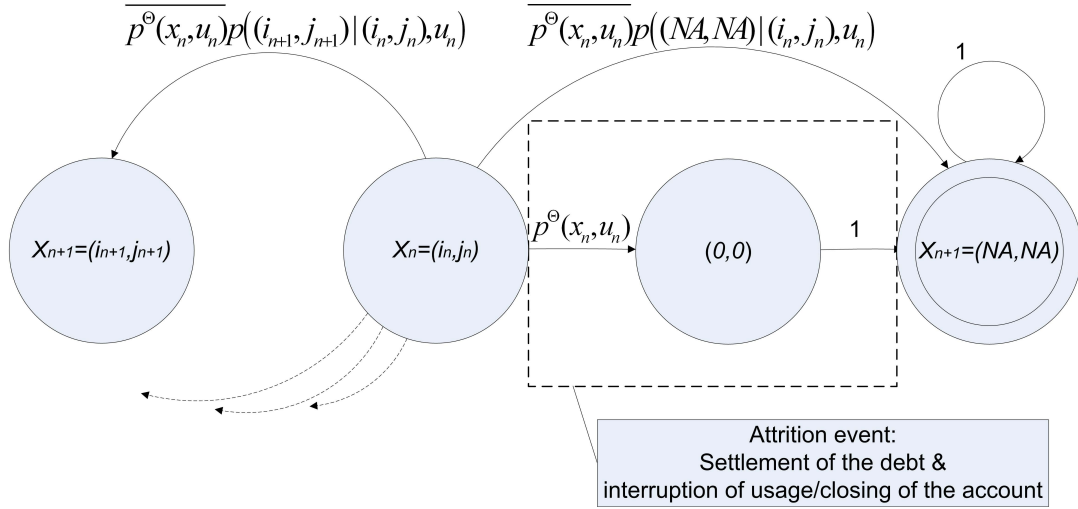 p̅^Θ(x_n,u_n)̅ p((i_{n+1}, j_{n+1})|(i_n, j_n),u_n)
p̅^Θ(x_n,u_n)̅ p((NA,NA)|(i_n, j_n),u_n)
1
X_{n+1}=(i_{n+1},j_{n+1})
X_n=(i_n,j_n)
p^Θ(x_n,u_n)
(0,0)
1
X_{n+1}=(NA,NA)
Attrition event:
Settlement of the debt &
interruption of usage/closing of the account